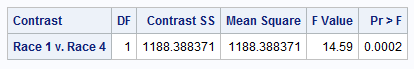 Contrast DF Contrast SS Mean Square F Value Pr > F
Race 1 v. Race 4 1 1188.388371 1188.388371 14.59 0.0002